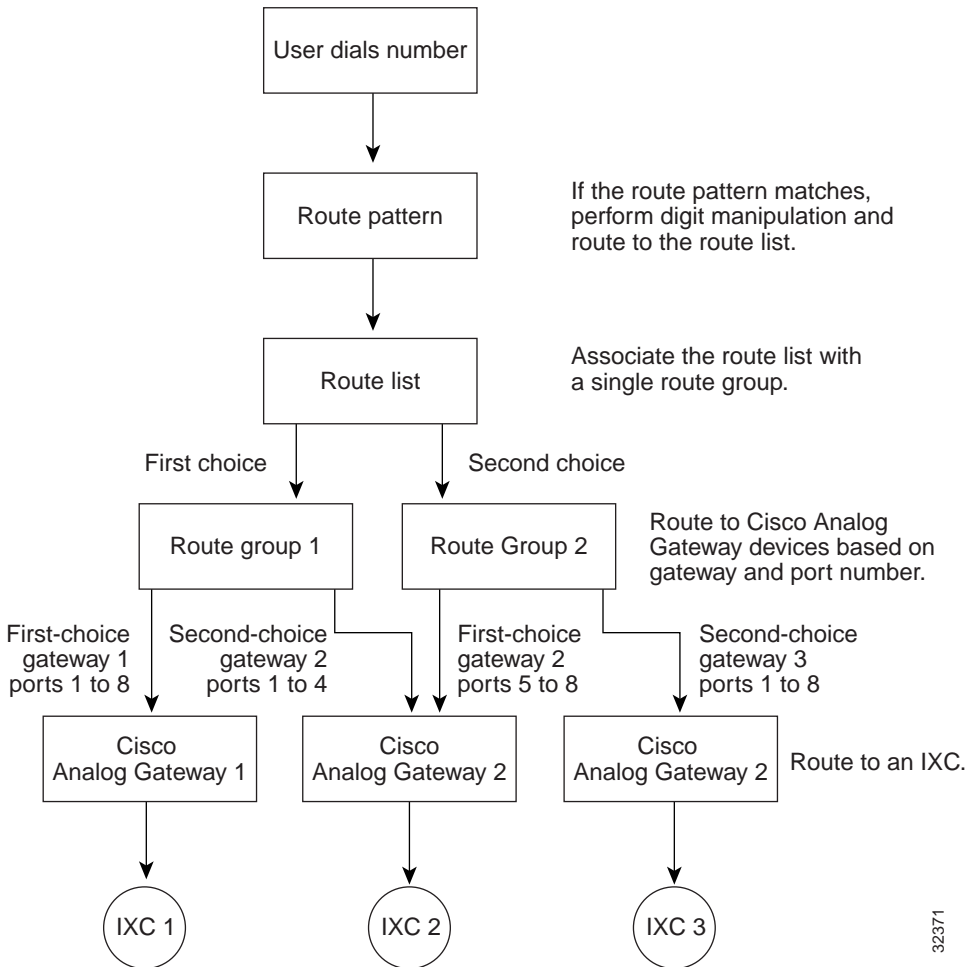 User dials number
Route pattern
If the route pattern matches,
perform digit manipulation and
route to the route list.
Route list
Associate the route list with
a single route group.
First choice
Second choice
Route group 1
Route Group 2
Route to Cisco Analog
Gateway devices based on
gateway and port number.
First-choice
gateway 1
ports 1 to 8
Second-choice
gateway 2
ports 1 to 4
First-choice
gateway 2
ports 5 to 8
Second-choice
gateway 3
ports 1 to 8
Cisco
Analog Gateway 1
Cisco
Analog Gateway 2
Cisco
Analog Gateway 2
Route to an IXC.
IXC 1
IXC 2
IXC 3
32371